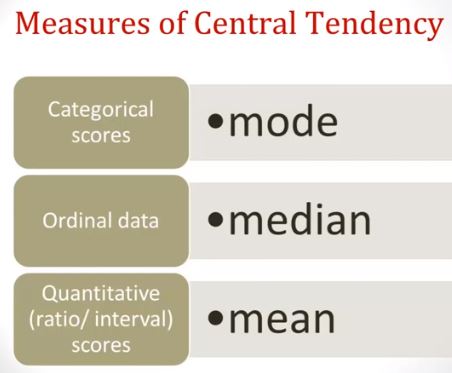 Measures of Central Tendency
Categorical
scores
•mode
Ordinal data
•median
Quantitative
(ratio/ interval)
scores
•mean